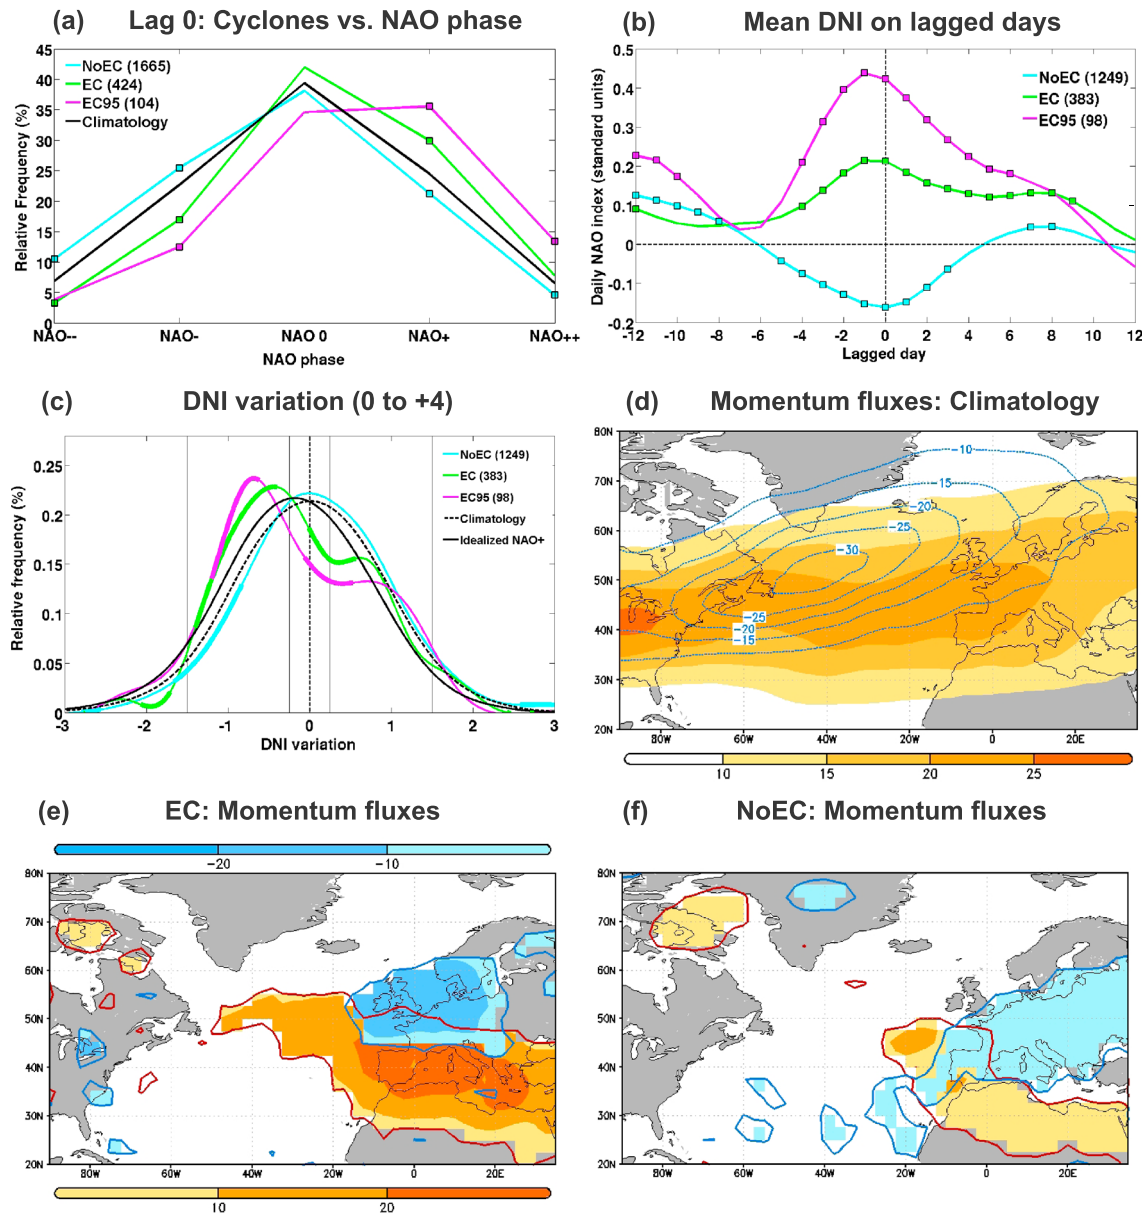 (a) Lag 0: Cyclones vs. NAO phase
45
40
35
30
25
20
15
10
5
0
Relative Frequency (%)
NoEC (1665)
EC (424)
EC95 (104)
Climatology
NAO-- NAO- NAO 0 NAO+ NAO++
NAO phase
(b) Mean DNI on lagged days
0.5
0.4
0.3
0.2
0.1
0
-0.1
-0.2
Daily NAO index (standard units)
NoEC (1249)
EC (383)
EC95 (98)
-12 -10 -8 -6 -4 -2 0 2 4 6 8 10 12
Lagged day
(c) DNI variation (0 to +4)
0.25
0.2
0.15
0.1
0.05
0
Relative frequency (%)
NoEC (1249)
EC (383)
EC95 (98)
Climatology
Idealized NAO+
-3 -2 -1 0 1 2 3
DNI variation
(d) Momentum fluxes: Climatology
80N
70N
60N
50N
40N
30N
20N
-10
-15
-20
-25
-30
-25
-20
-15
80W 60W 40W 20W 0 20E
10 15 20 25
(e) EC: Momentum fluxes
-20 -10
80N
70N
60N
50N
40N
30N
20N
80W 60W 40W 20W 0 20E
10 20
(f) NoEC: Momentum fluxes
80N
70N
60N
50N
40N
30N
20N
80W 60W 40W 20W 0 20E